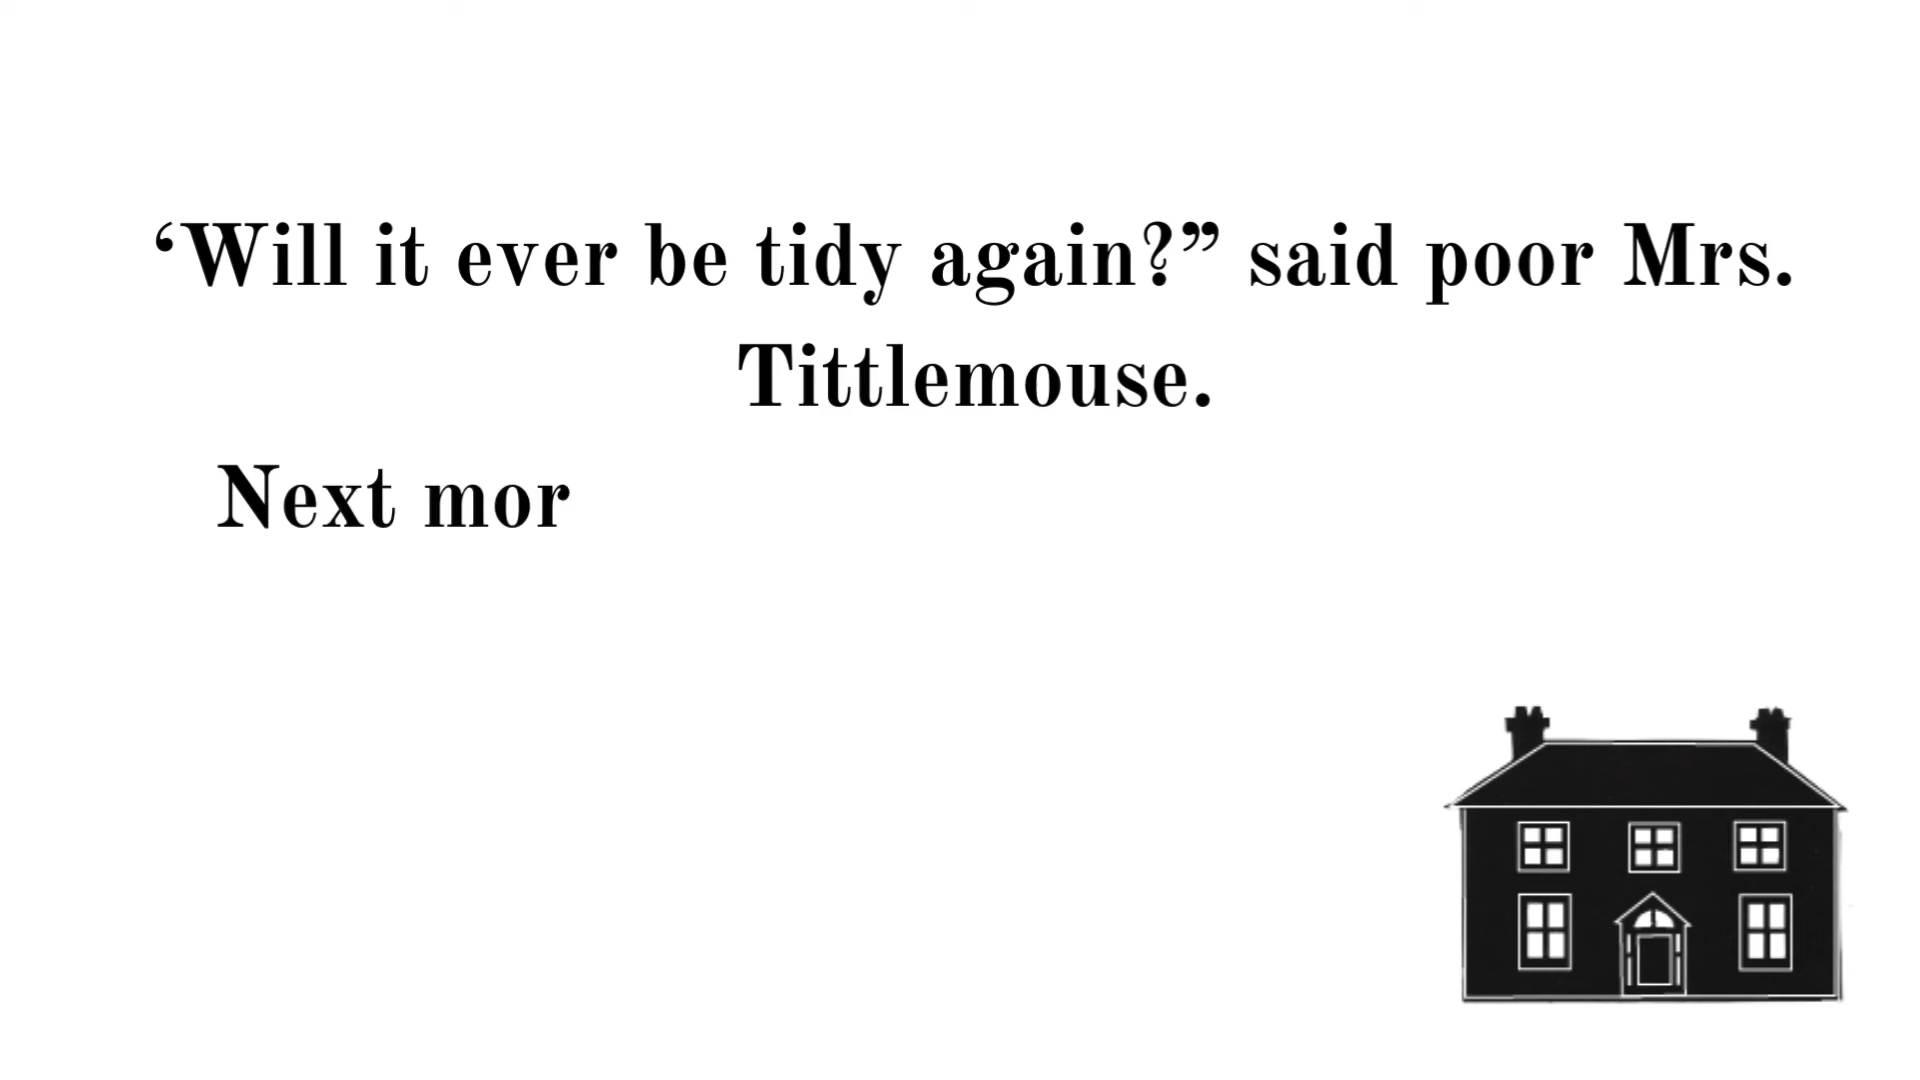 ‘Will it ever be tidy again?” said poor Mrs.
Tittlemouse.
Next mor